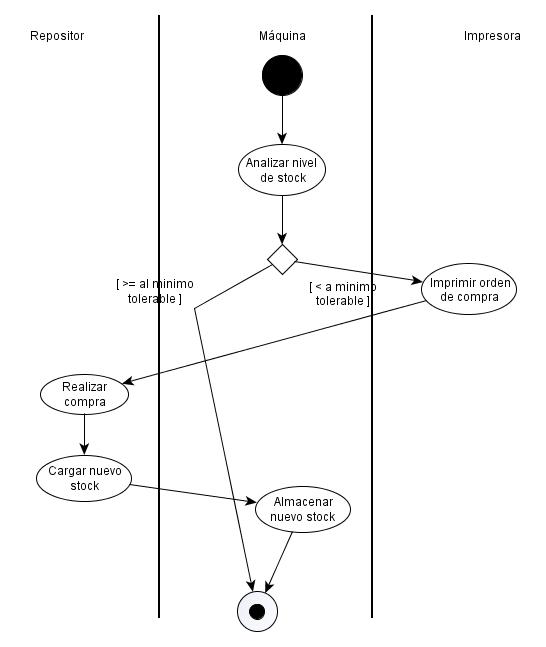 Repositor
Máquina
Impresora
Analizar nivel
de stock
[ >= al minimo
tolerable ]
[ < a minimo
tolerable ]
Imprimir orden
de compra
Realizar
compra
Cargar nuevo
stock
Almacenar
nuevo stock